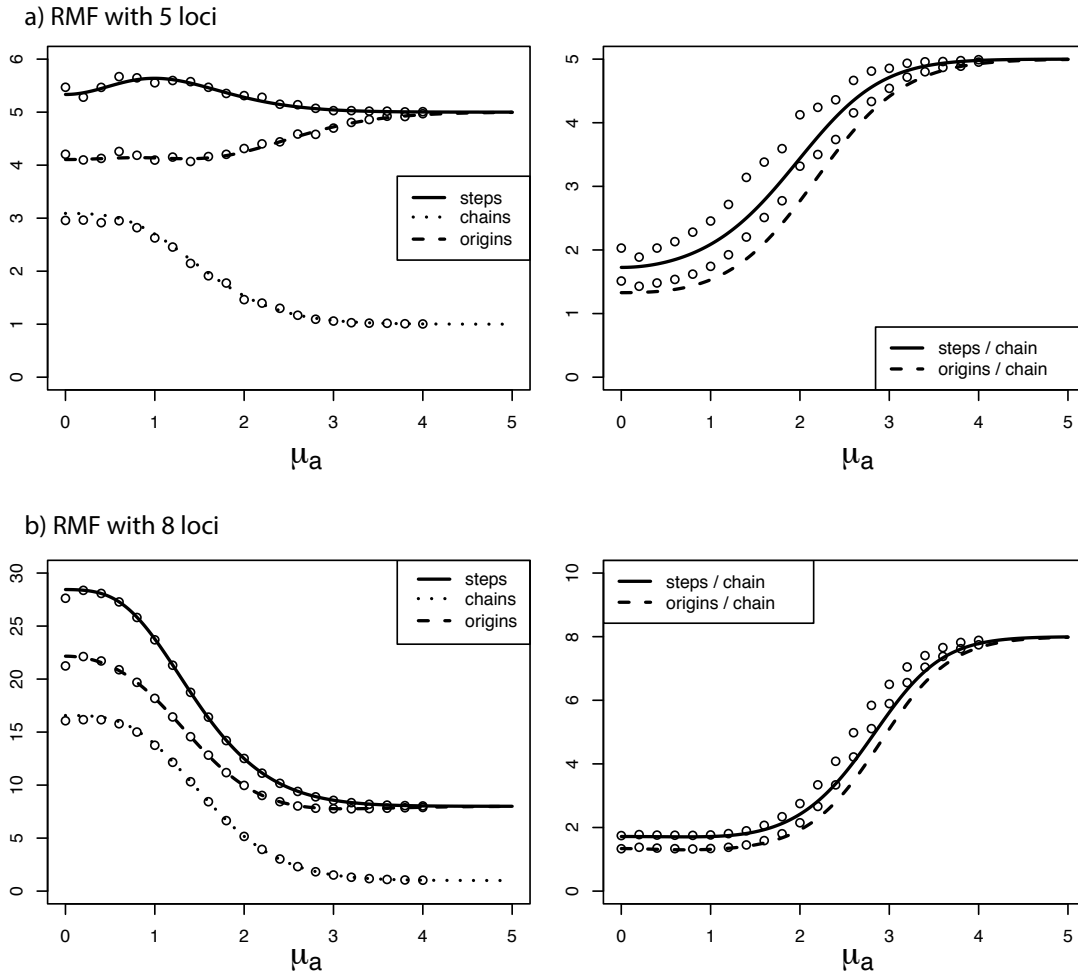 a) RMF with 5 loci
6
5
4
3
2
1
0
steps
chains
origins
0 1 2 3 4 5
μa
5
4
3
2
1
0
steps / chain
origins / chain
0 1 2 3 4 5
μa
b) RMF with 8 loci
30
25
20
15
10
5
0
steps
chains
origins
0 1 2 3 4 5
μa
10
8
6
4
2
0
steps / chain
origins / chain
0 1 2 3 4 5
μa